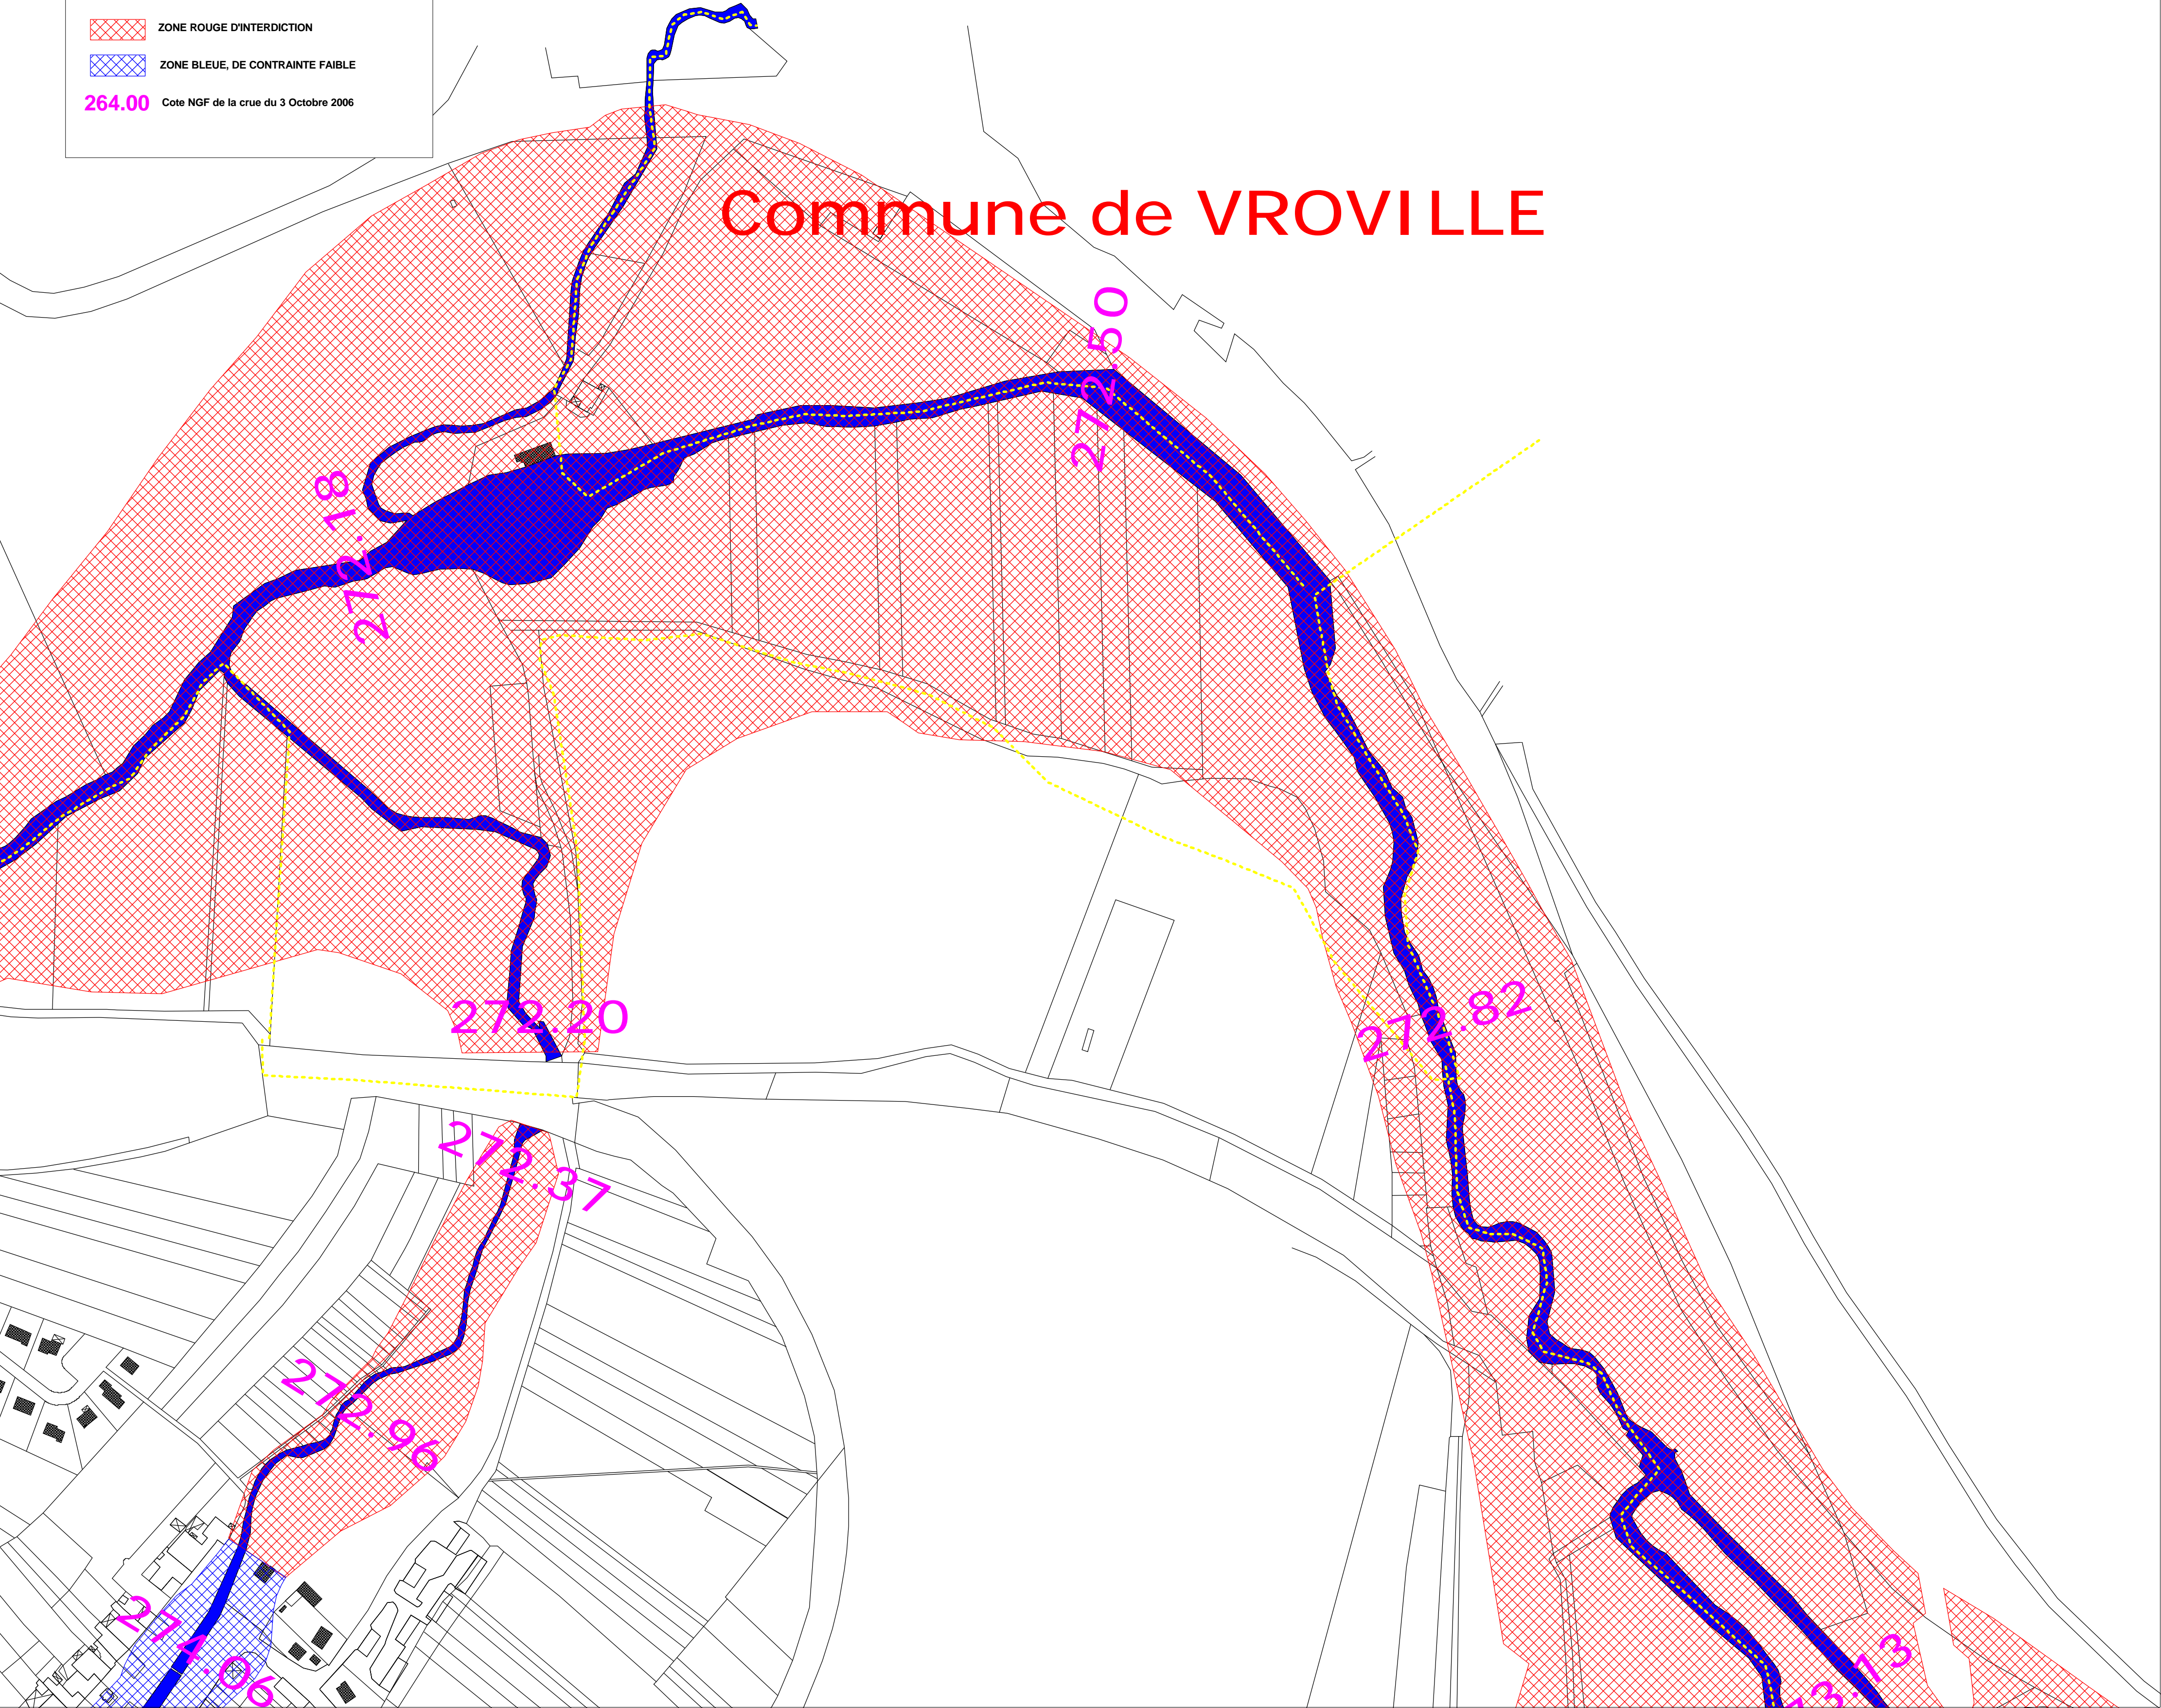 ZONE ROUGE D'INTERDICTION
ZONE BLEUE, DE CONTRAINTE FAIBLE
264.00 Cote NGF de la crue du 3 Octobre 2006
Commune de VROVILLE
272.50
272.18
272.20
272.82
272.37
272.96
274.06